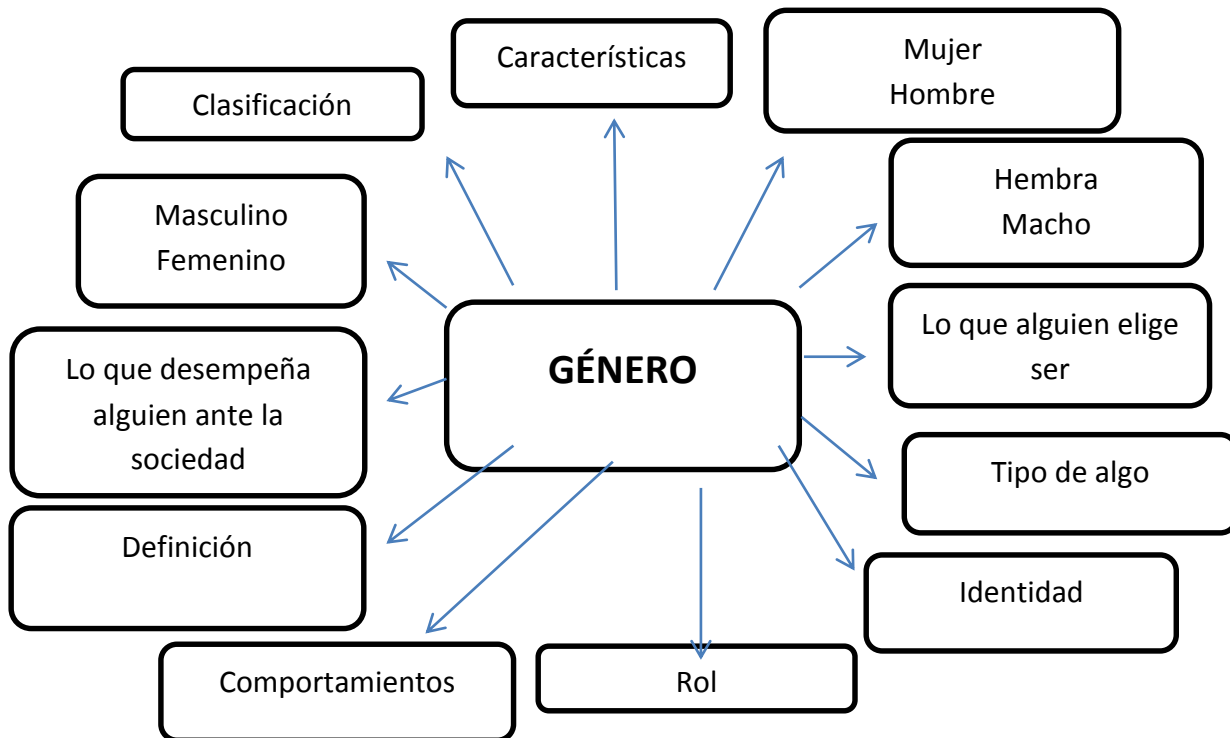 Características
Mujer
Hombre
Clasificación
Hembra
Macho
Masculino
Femenino
Lo que alguien elige
ser
GÉNERO
Lo que desempeña
alguien ante la
sociedad
Tipo de algo
Definición
Identidad
Comportamientos
Rol